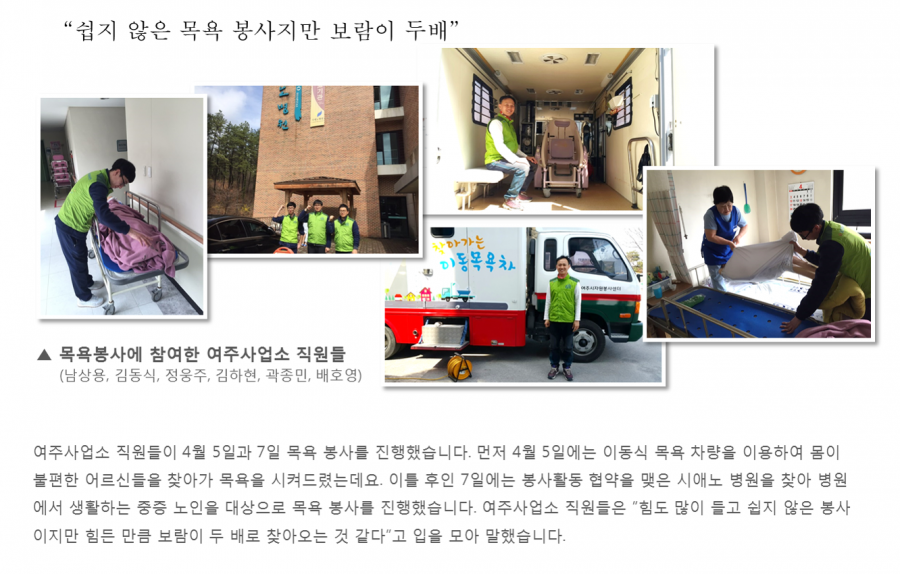 “쉽지 않은 목욕 봉사지만 보람이 두배”
요 양 원
찾아가는
이동목욕차
여주시자원봉사센터
▲ 목욕봉사에 참여한 여주사업소 직원들
(남상용, 김동식, 정웅주, 김하현, 곽종민, 배호영)
여주사업소 직원들이 4월 5일과 7일 목욕 봉사를 진행했습니다. 먼저 4월 5일에는 이동식 목욕 차량을 이용하여 몸이
불편한 어르신들을 찾아가 목욕을 시켜드렸는데요. 이틀 후인 7일에는 봉사활동 협약을 맺은 시애노 병원을 찾아 병원
에서 생활하는 중증 노인을 대상으로 목욕 봉사를 진행했습니다. 여주사업소 직원들은 “힘도 많이 들고 쉽지 않은 봉사
이지만 힘든 만큼 보람이 두 배로 찾아오는 것 같다”고 입을 모아 말했습니다.